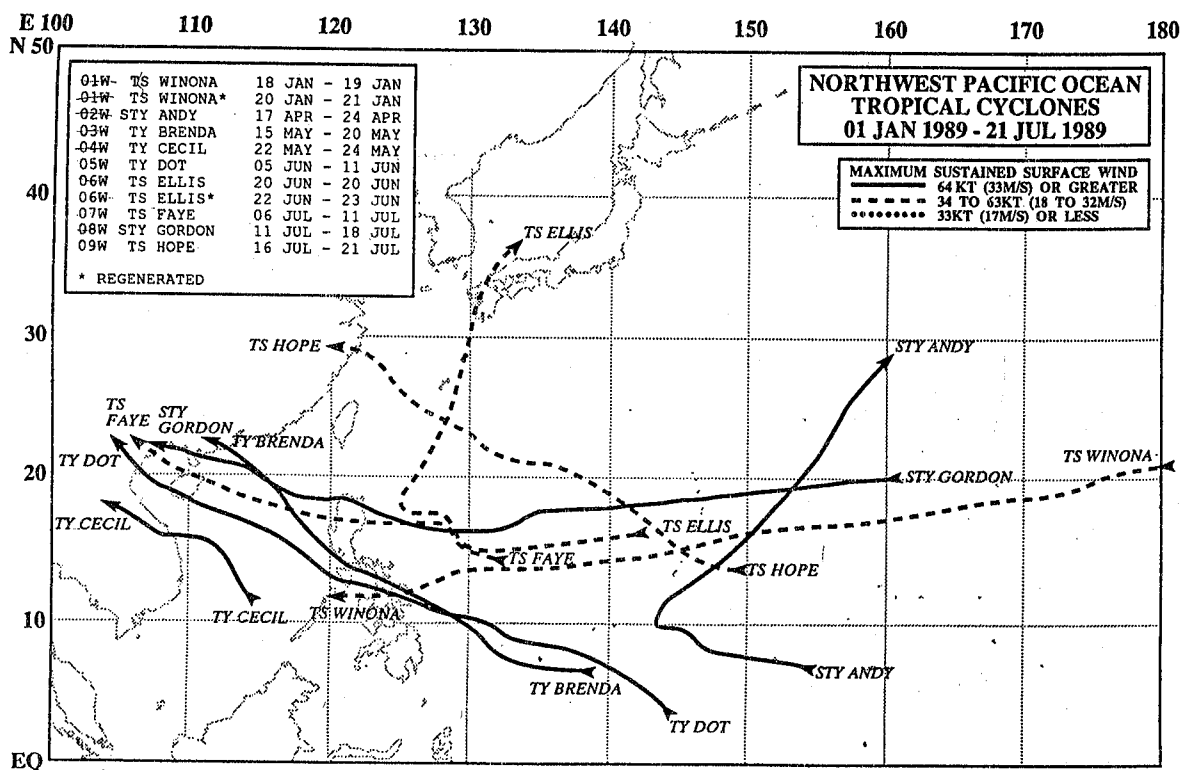 E 100 110 120 130 140 150 160 170 180
N 50
01W TS WINONA 18 JAN - 19 JAN
01W TS WINONA* 20 JAN - 21 JAN
02W STY ANDY 17 APR - 24 APR
03W TY BRENDA 15 MAY - 20 MAY
04W TY CECIL 22 MAY - 24 MAY
05W TY DOT 05 JUN - 11 JUN
06W TS ELLIS 20 JUN - 20 JUN
06W TS ELLIS* 22 JUN - 23 JUN
07W TS FAYE 06 JUL - 11 JUL
08W STY GORDON 11 JUL - 18 JUL
09W TS HOPE 16 JUL - 21 JUL
* REGENERATED
NORTHWEST PACIFIC OCEAN
TROPICAL CYCLONES
01 JAN 1989 - 21 JUL 1989
MAXIMUM SUSTAINED SURFACE WIND
64 KT (33M/S) OR GREATER
34 TO 63KT (18 TO 32M/S)
33KT (17M/S) OR LESS
40
TS ELLIS
30
TS HOPE
STY ANDY
TS
FAYE
STY
GORDON
TY BRENDA
TY DOT
TS WINONA
20
STY GORDON
TY CECIL
TS ELLIS
TS FAYE
TS HOPE
TS WINONA
TY CECIL
10
STY ANDY
TY BRENDA
TY DOT
EQ